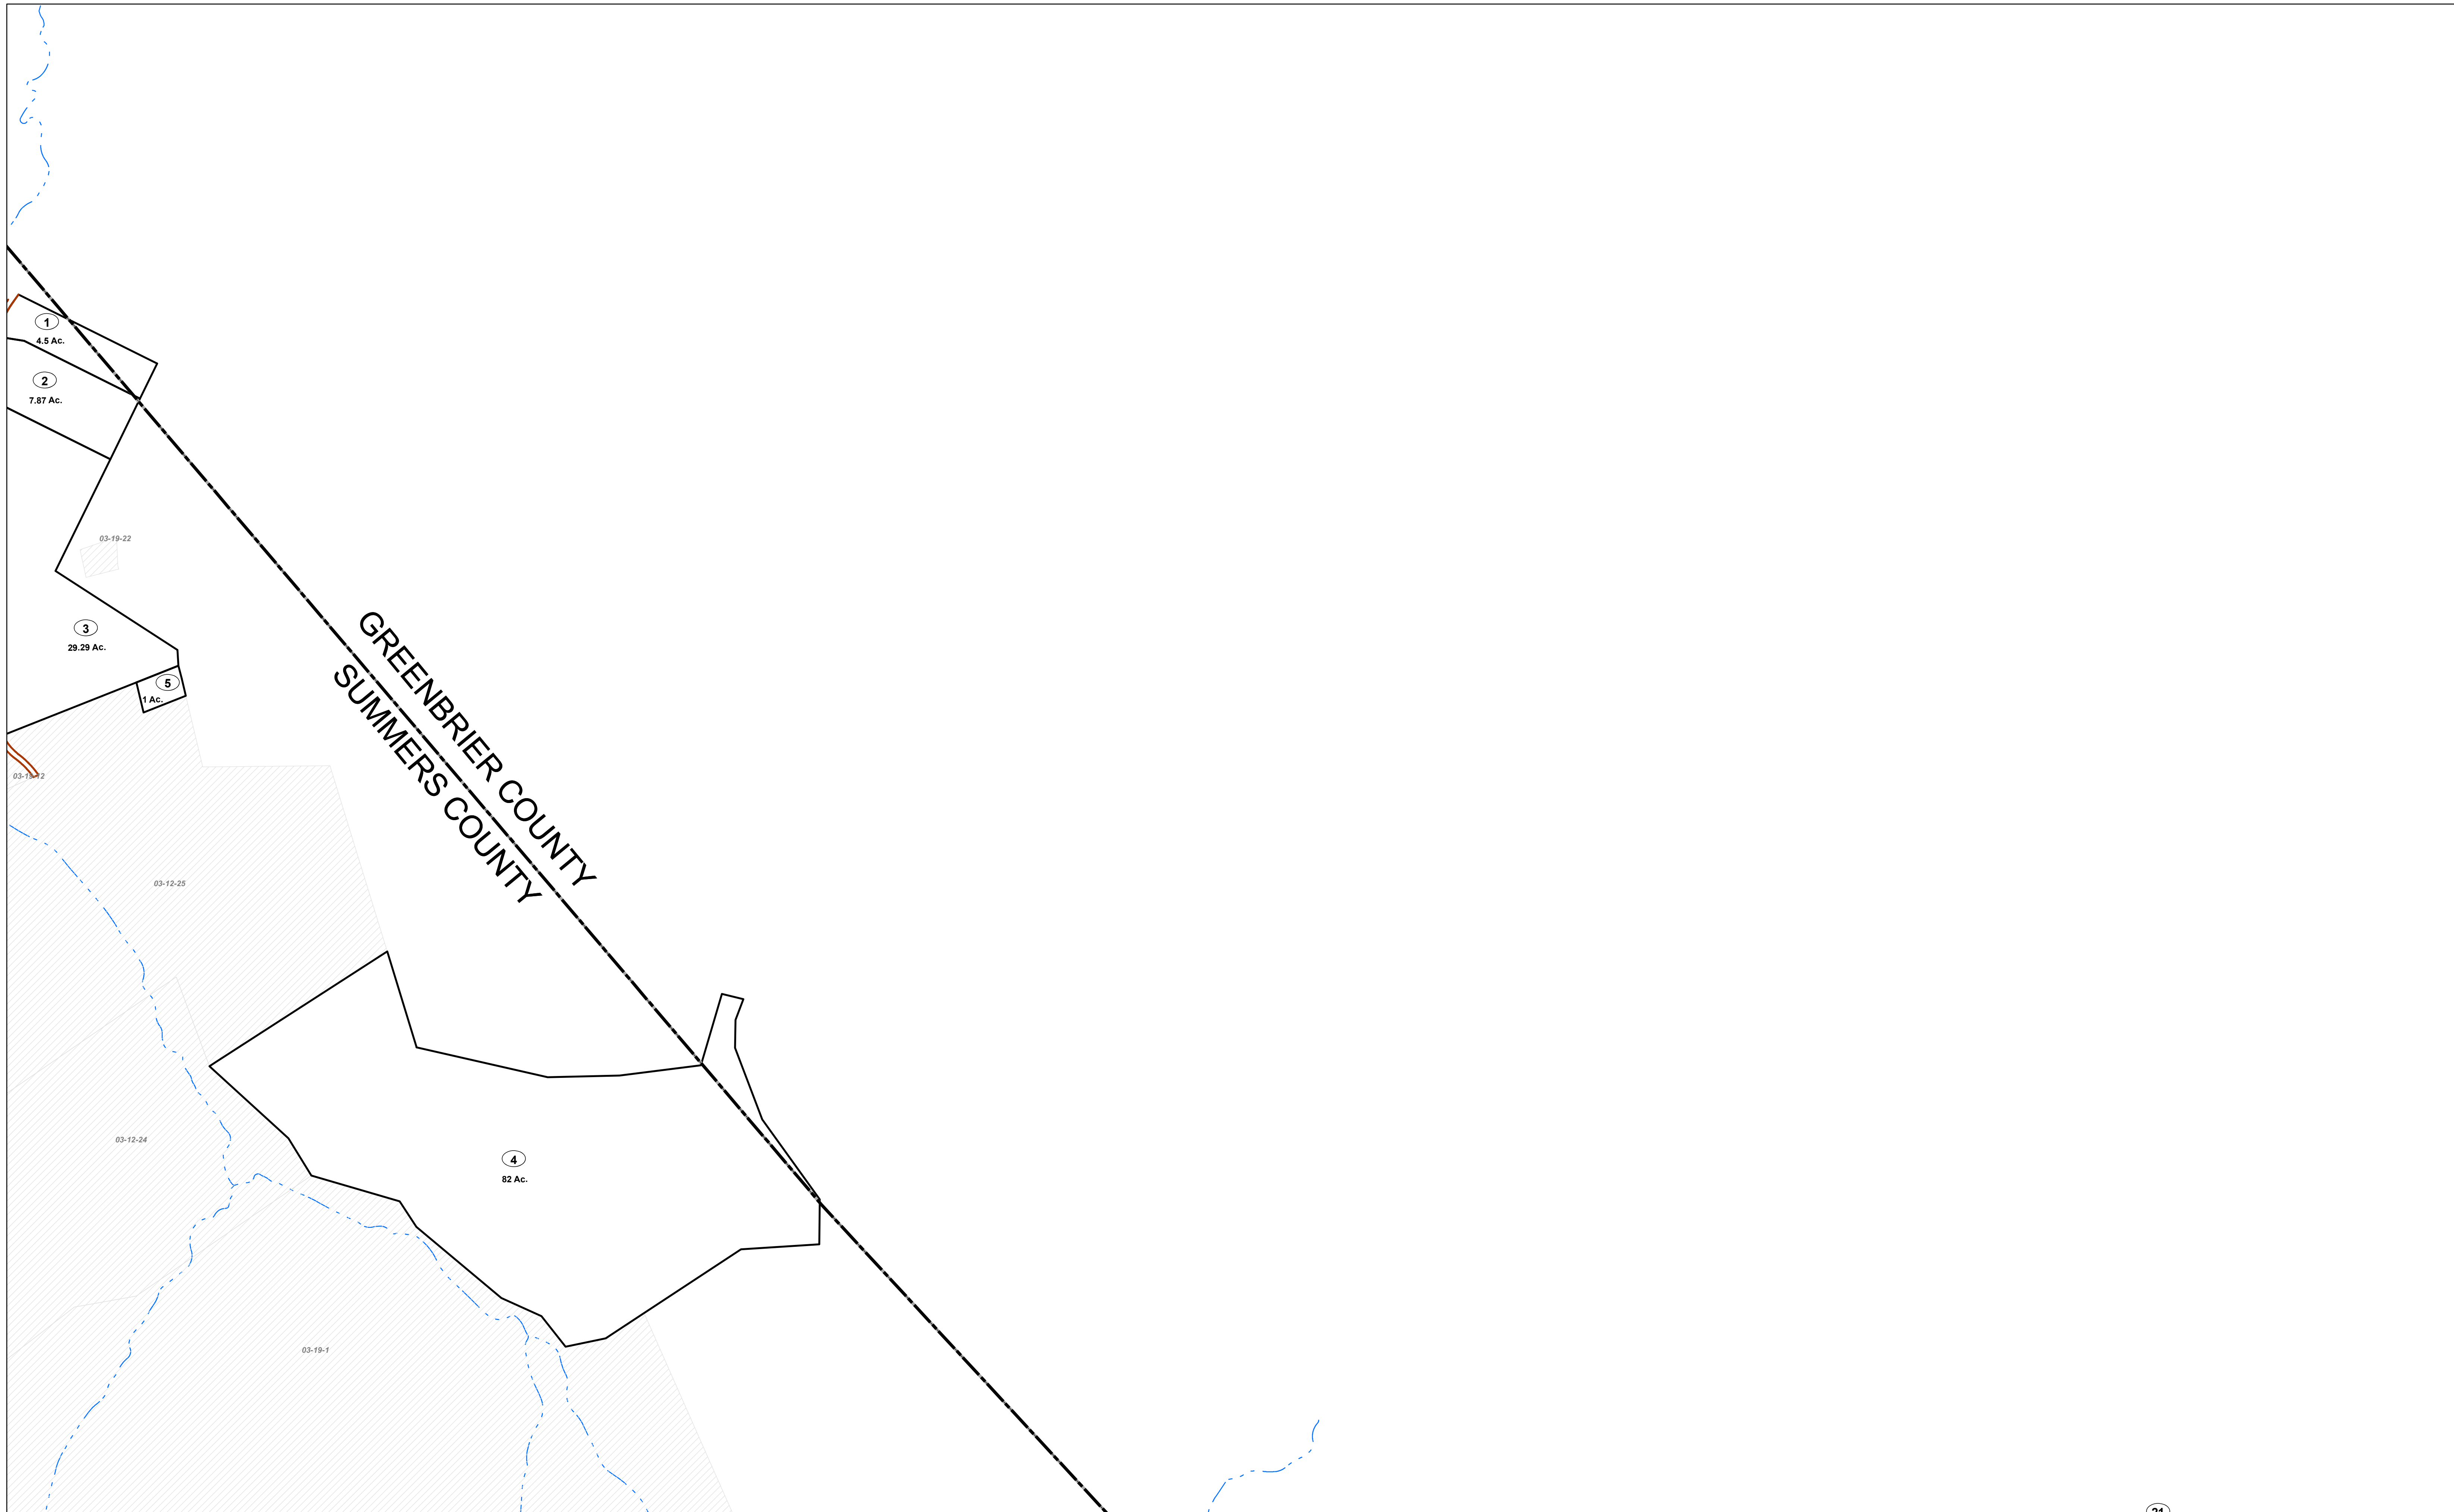 1
4.5 Ac.
2
7.87 Ac.
03-19-22
3
29.29 Ac.
5
1 Ac.
GREENBRIER COUNTY
SUMMERS COUNTY
03-12-25
4
82 Ac.
03-12-24
03-19-1